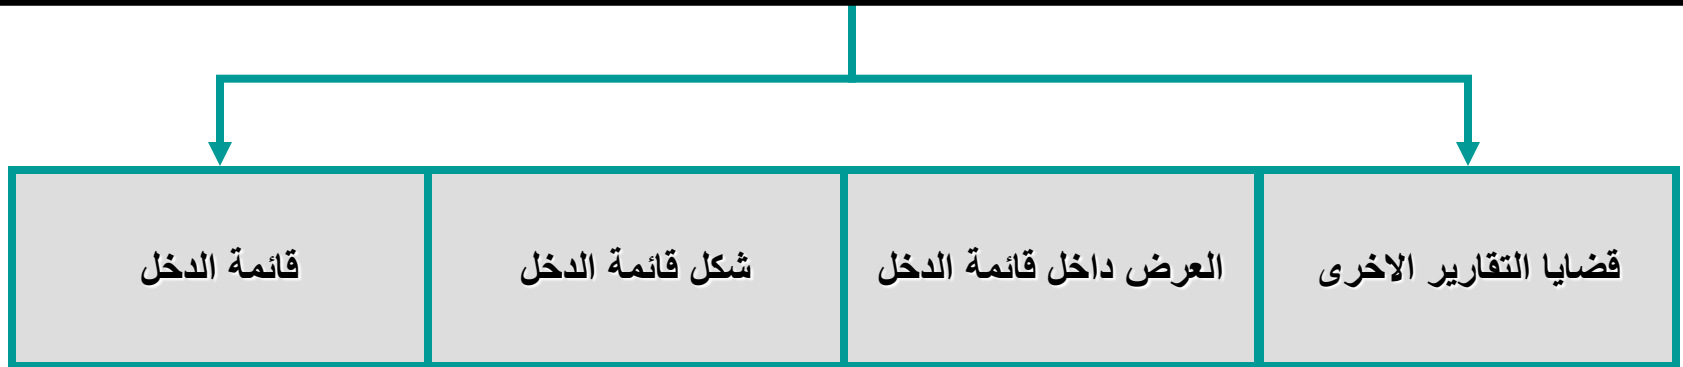 قضايا التقارير الاخرى
العرض داخل قائمة الدخل
شكل قائمة الدخل
قائمة الدخل